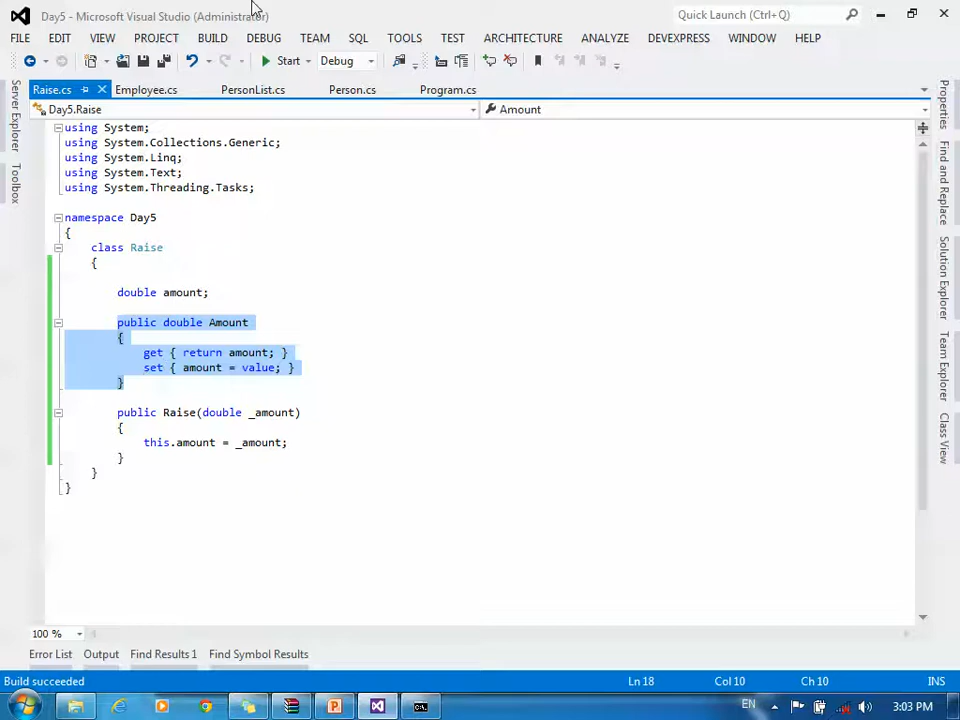 Day5 - Microsoft Visual Studio (Administrator)
Quick Launch (Ctrl+Q)
FILE EDIT VIEW PROJECT BUILD DEBUG TEAM SQL TOOLS TEST ARCHITECTURE ANALYZE DEVEXPRESS WINDOW HELP
Start Debug
Raise.cs Employee.cs PersonList.cs Person.cs Program.cs
Day5.Raise Amount
Server Explorer
Toolbox
using System;
using System.Collections.Generic;
using System.Linq;
using System.Text;
using System.Threading.Tasks;
namespace Day5
{
class Raise
{
double amount;
public double Amount
{
get { return amount; }
set { amount = value; }
}
public Raise(double _amount)
{
this.amount = _amount;
}
}
}
Properties
Find and Replace
Solution Explorer
Team Explorer
Class View
100 %
Error List Output Find Results 1 Find Symbol Results
Build succeeded Ln 18 Col 10 Ch 10 INS
EN 3:03 PM